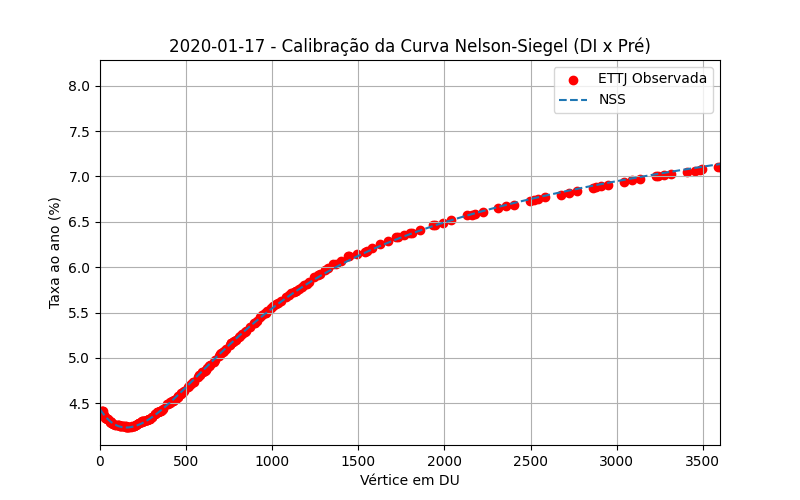 2020-01-17 - Calibração da Curva Nelson-Siegel (DI x Pré)
ETTJ Observada
NSS
Taxa ao ano (%)
8.0
7.5
7.0
6.5
6.0
5.5
5.0
4.5
0 500 1000 1500 2000 2500 3000 3500
Vértice em DU